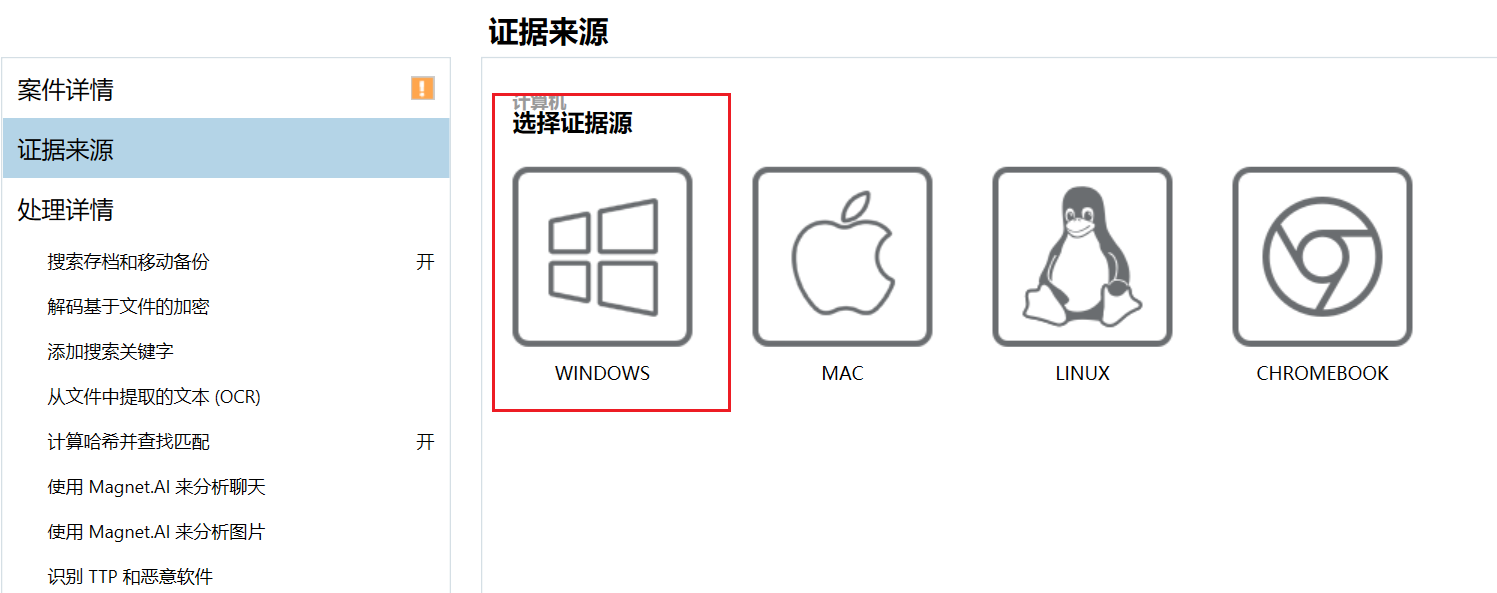 证据来源
案件详情
证据来源
处理详情
搜索存档和移动备份 开
解码基于文件的加密
添加搜索关键字
从文件中提取的文本 (OCR)
计算哈希并查找匹配 开
使用 Magnet.AI 来分析聊天
使用 Magnet.AI 来分析图片
识别 TTP 和恶意软件
计算机
选择证据源
WINDOWS
MAC
LINUX
CHROMEBOOK